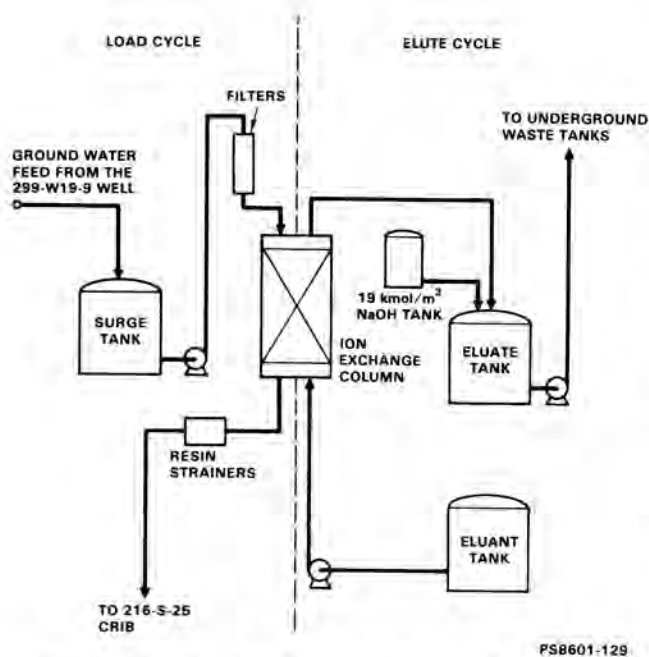 LOAD CYCLE
ELUTE CYCLE
FILTERS
TO UNDERGROUND
WASTE TANKS
GROUND WATER
FEED FROM THE
299-W19-9 WELL
SURGE
TANK
19 kmol/m³
NaOH TANK
ELUATE
TANK
ION
EXCHANGE
COLUMN
RESIN
STRAINERS
ELUANT
TANK
TO 216-S-25
CRIB
PS8601-129